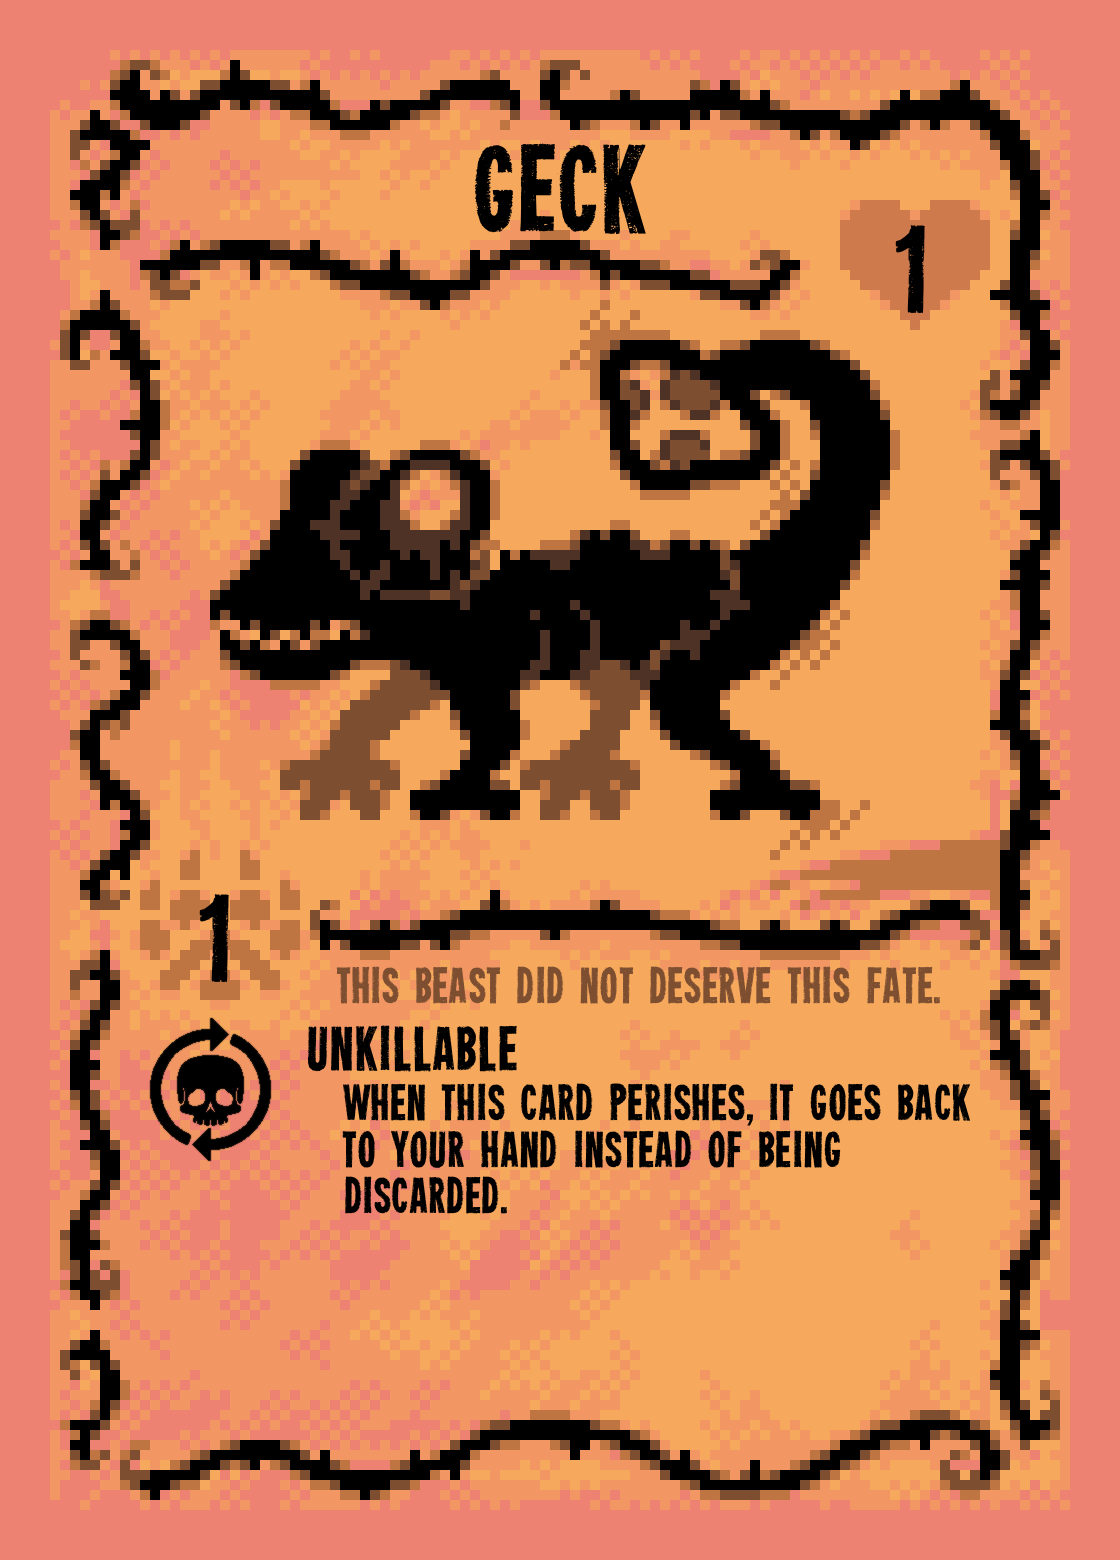 GECK
1
1
THIS BEAST DID NOT DESERVE THIS FATE.
UNKILLABLE
WHEN THIS CARD PERISHES, IT GOES BACK
TO YOUR HAND INSTEAD OF BEING
DISCARDED.